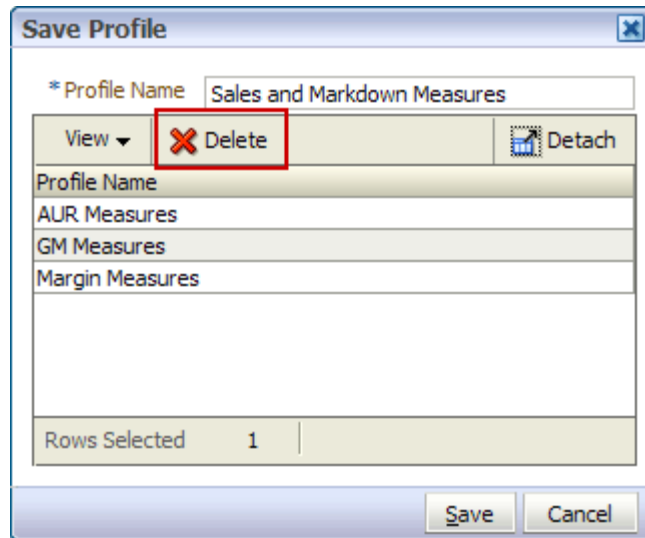 Save Profile
* Profile Name Sales and Markdown Measures
View Delete Detach
Profile Name
AUR Measures
GM Measures
Margin Measures
Rows Selected 1
Save Cancel